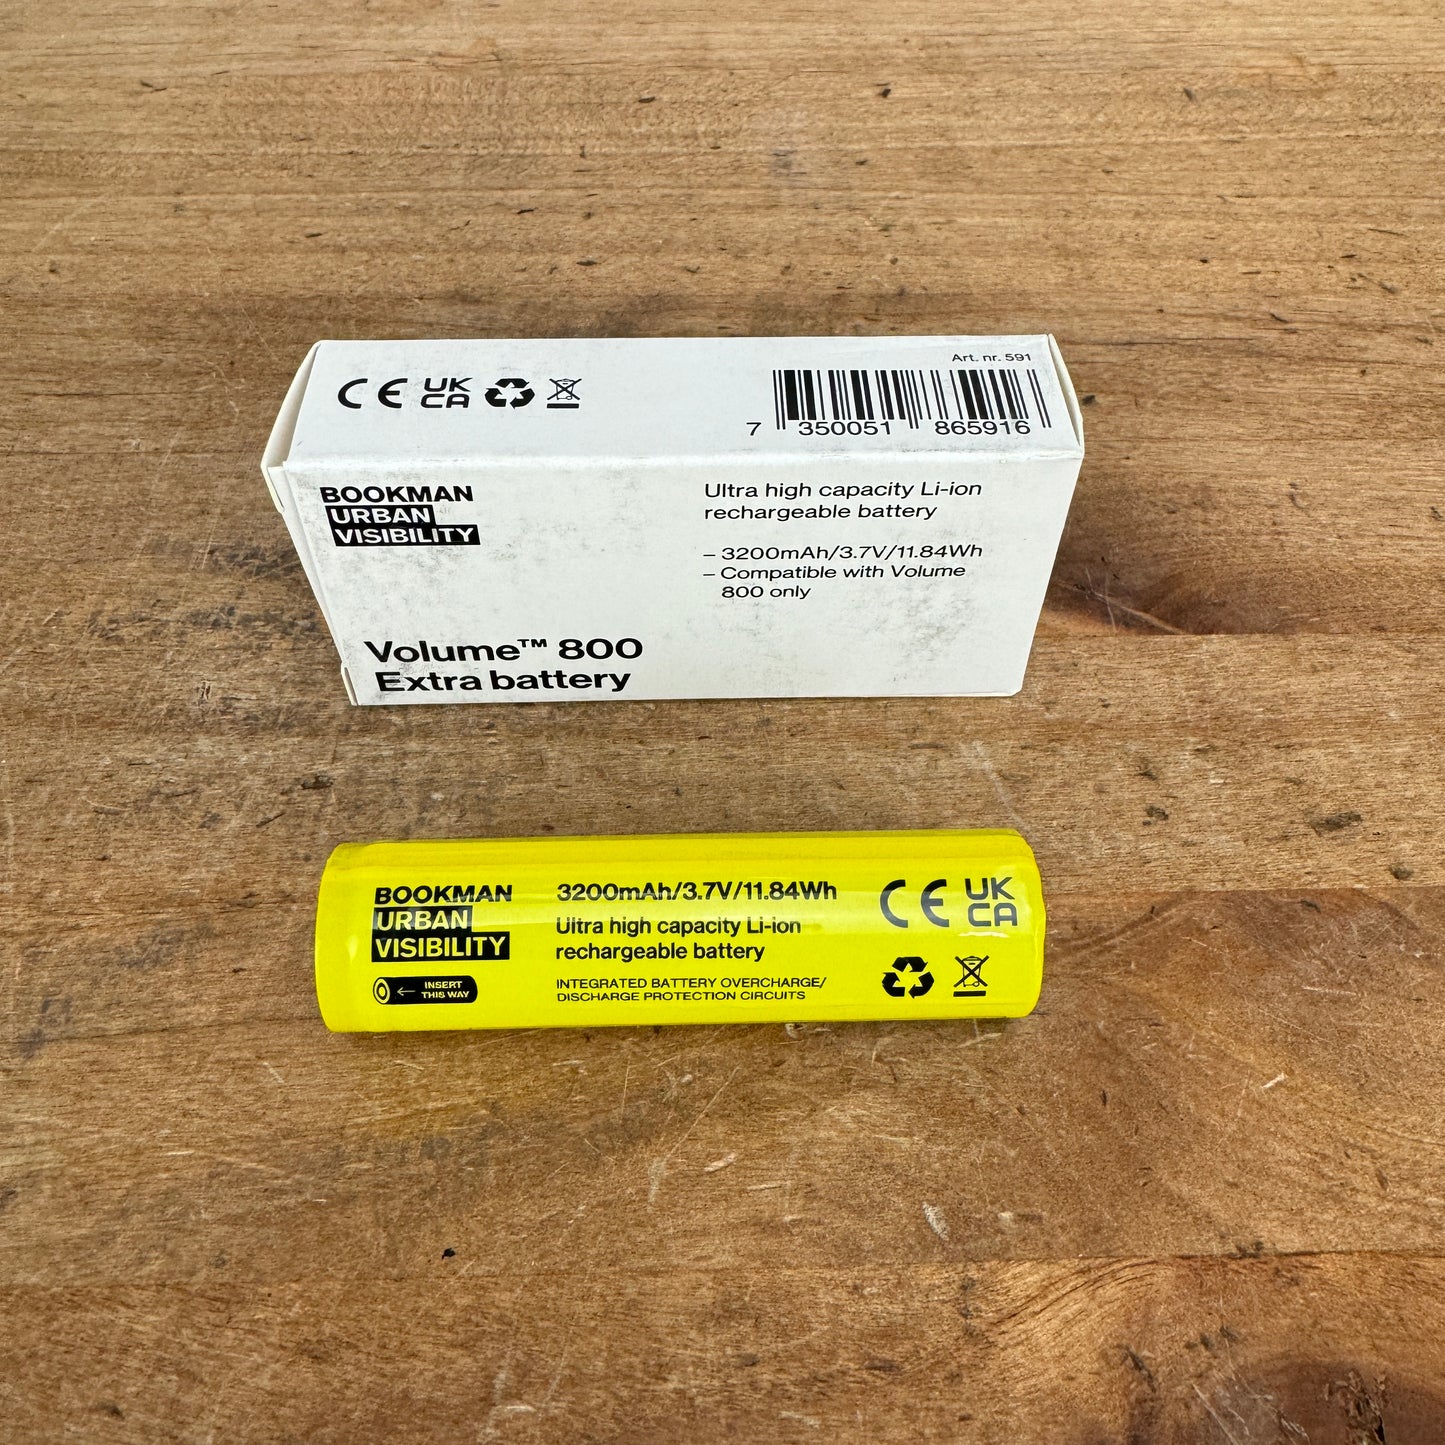 CE UK CA
Art. nr. 591
7 350051 865916
BOOKMAN
URBAN
VISIBILITY
Ultra high capacity Li-ion
rechargeable battery
– 3200mAh/3.7V/11.84Wh
– Compatible with Volume
800 only
Volume™ 800
Extra battery
BOOKMAN
URBAN
VISIBILITY
INSERT
THIS WAY
3200mAh/3.7V/11.84Wh
Ultra high capacity Li-ion
rechargeable battery
INTEGRATED BATTERY OVERCHARGE/
DISCHARGE PROTECTION CIRCUITS
CE UK
CA